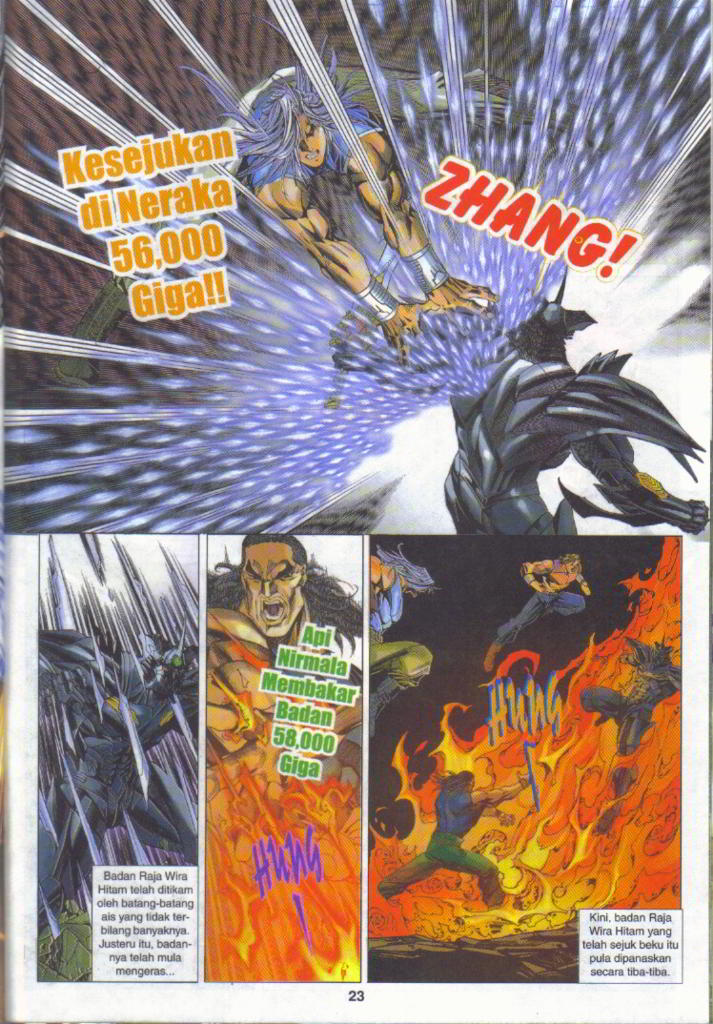 Kesejukan
di Neraka
56,000
Giga!!
ZHANG!
Badan Raja Wira
Hitam telah ditikam
oleh batang-batang
ais yang tidak ter-
bilang banyaknya.
Justeru itu, badan-
nya telah mula
mengeras...
Api
Nirmala
Membakar
Badan
58,000
Giga
HUNG
!
HUNG
!
Kini, badan Raja
Wira Hitam yang
telah sejuk beku itu
pula dipanaskan
secara tiba-tiba.
23